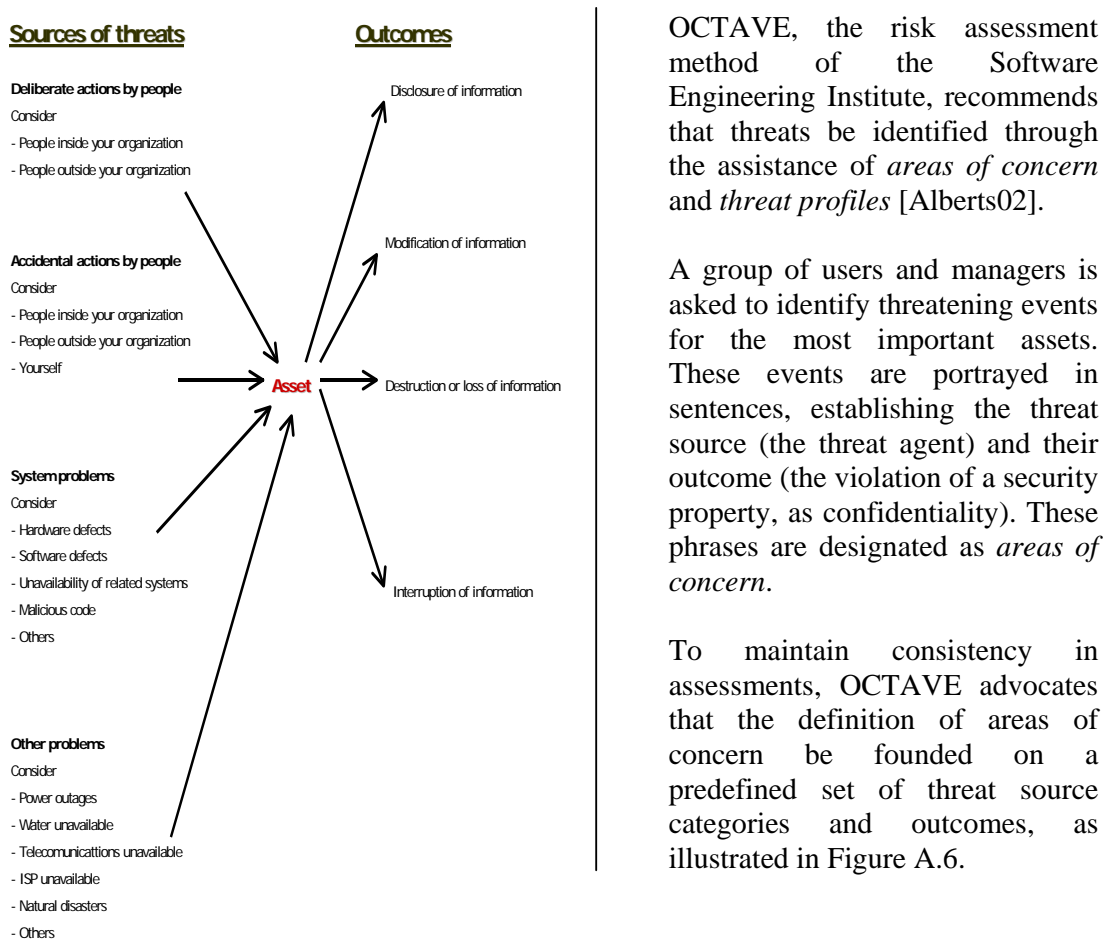 Sources of threats
Outcomes
Deliberate actions by people
Consider
- People inside your organization
- People outside your organization
Disclosure of information
Accidental actions by people
Consider
- People inside your organization
- People outside your organization
- Yourself
Modification of information
Asset
Destruction or loss of information
System problems
Consider
- Hardware defects
- Software defects
- Unavailability of related systems
- Malicious code
- Others
Interruption of information
Other problems
Consider
- Power outages
- Water unavailable
- Telecomunicattions unavailable
- ISP unavailable
- Natural disasters
- Others
OCTAVE, the risk assessment
method of the Software
Engineering Institute, recommends
that threats be identified through
the assistance of areas of concern
and threat profiles [Alberts02].
A group of users and managers is
asked to identify threatening events
for the most important assets.
These events are portrayed in
sentences, establishing the threat
source (the threat agent) and their
outcome (the violation of a security
property, as confidentiality). These
phrases are designated as areas of
concern.
To maintain consistency in
assessments, OCTAVE advocates
that the definition of areas of
concern be founded on a
predefined set of threat source
categories and outcomes, as
illustrated in Figure A.6.